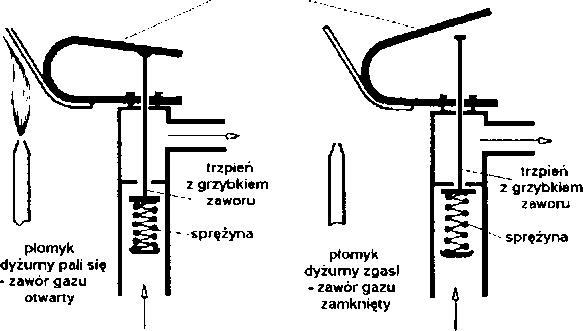 trzpień
z grzybkiem
zaworu
sprężyna
płomyk
dyżurny pali się
- zawór gazu
otwarty
trzpień
z grzybkiem
zaworu
sprężyna
płomyk
dyżurny zgasł
- zawór gazu
zamknięty